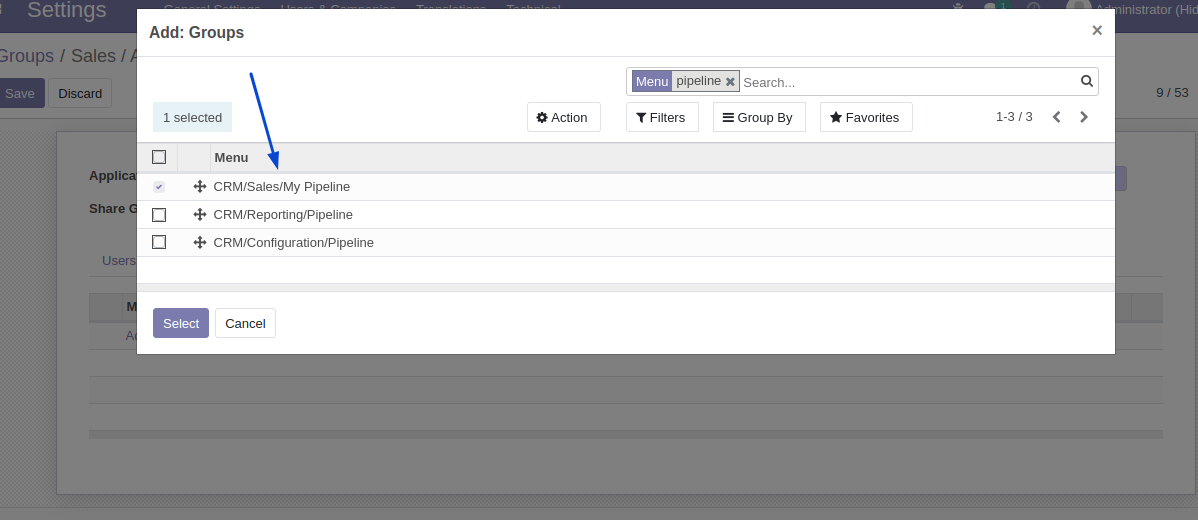 Settings
General Settings Users & Companies Translations Technical 1 Administrator (Hid
Add: Groups ×
Groups / Sales / A
Menu pipeline Search...
Save Discard
9 / 53
1 selected Action Filters Group By Favorites 1-3 / 3
Menu
Applica
CRM/Sales/My Pipeline
Share G
CRM/Reporting/Pipeline
CRM/Configuration/Pipeline
Users
M
Select Cancel
Ad